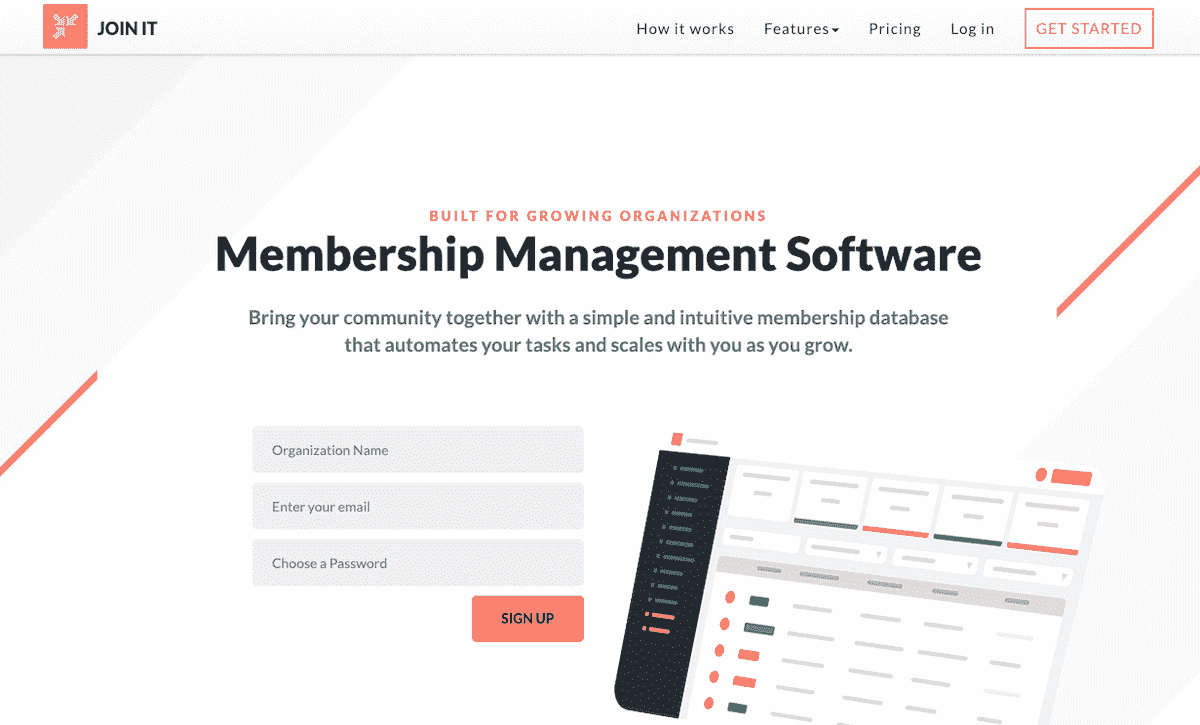 JOIN IT
How it works
Features
Pricing
Log in
GET STARTED
BUILT FOR GROWING ORGANIZATIONS
Membership Management Software
Bring your community together with a simple and intuitive membership database
that automates your tasks and scales with you as you grow.
Organization Name
Enter your email
Choose a Password
SIGN UP